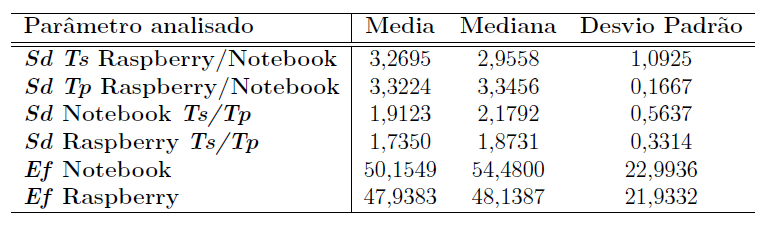 Parâmetro analisado Media Mediana Desvio Padrão
Sd Ts Raspberry/Notebook 3,2695 2,9558 1,0925
Sd Tp Raspberry/Notebook 3,3224 3,3456 0,1667
Sd Notebook Ts/Tp 1,9123 2,1792 0,5637
Sd Raspberry Ts/Tp 1,7350 1,8731 0,3314
Ef Notebook 50,1549 54,4800 22,9936
Ef Raspberry 47,9383 48,1387 21,9332